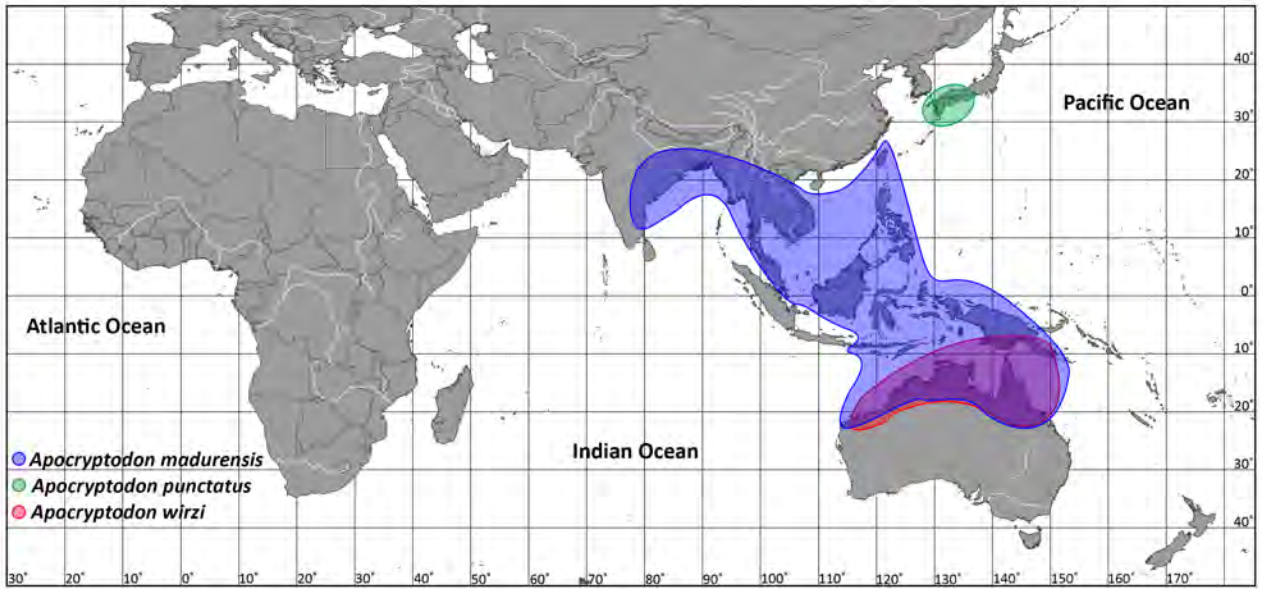 40˚
Pacific Ocean
30˚
20˚
10˚
0˚
Atlantic Ocean
10˚
20˚
Indian Ocean
Apocryptodon madurensis
30˚
Apocryptodon punctatus
Apocryptodon wirzi
40˚
30˚ 20˚ 10˚ 0˚ 10˚ 20˚ 30˚ 40˚ 50˚ 60˚ 70˚ 80˚ 90˚ 100˚ 110˚ 120˚ 130˚ 140˚ 150˚ 160˚ 170˚